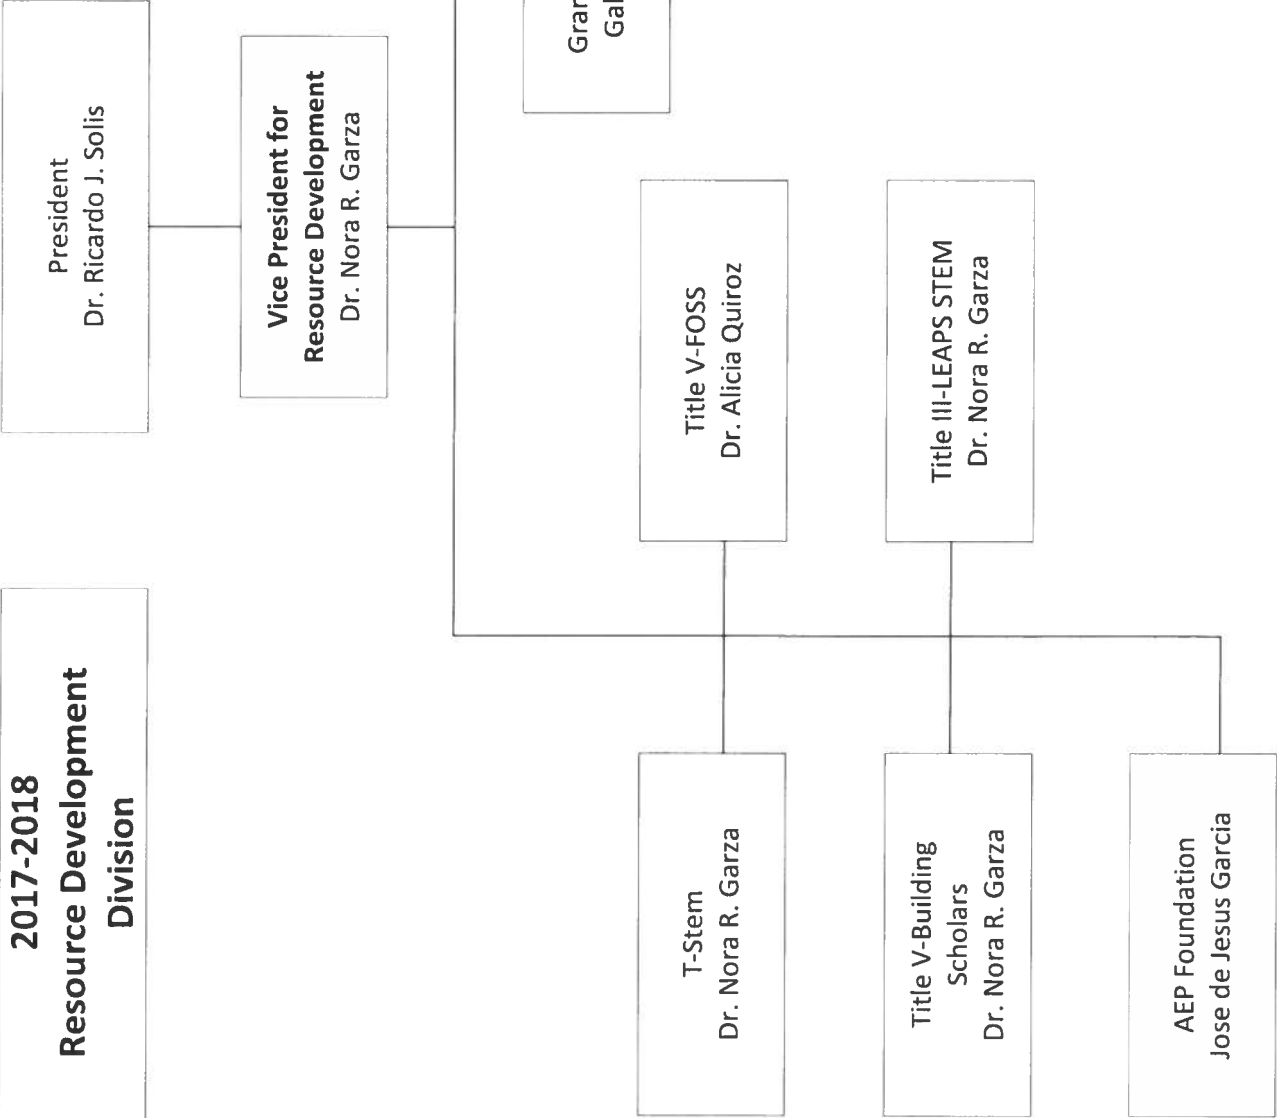 2017-2018
Resource Development
Division
President
Dr. Ricardo J. Solis
Vice President for
Resource Development
Dr. Nora R. Garza
T-Stem
Dr. Nora R. Garza
Title V-FOSS
Dr. Alicia Quiroz
Title V-Building
Scholars
Dr. Nora R. Garza
Title III-LEAPS STEM
Dr. Nora R. Garza
AEP Foundation
Jose de Jesus Garcia